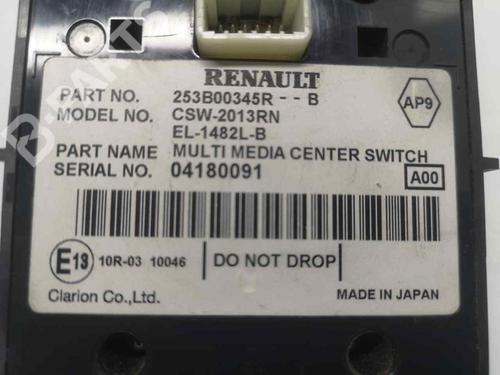 RENAULT
PART NO. 253B00345R - - B
AP9
MODEL NO. CSW-2013RN
EL-1482L-B
PART NAME MULTI MEDIA CENTER SWITCH
SERIAL NO. 04180091
A00
E13 10R-03 10046 DO NOT DROP
Clarion Co.,Ltd. MADE IN JAPAN
B-PARTS